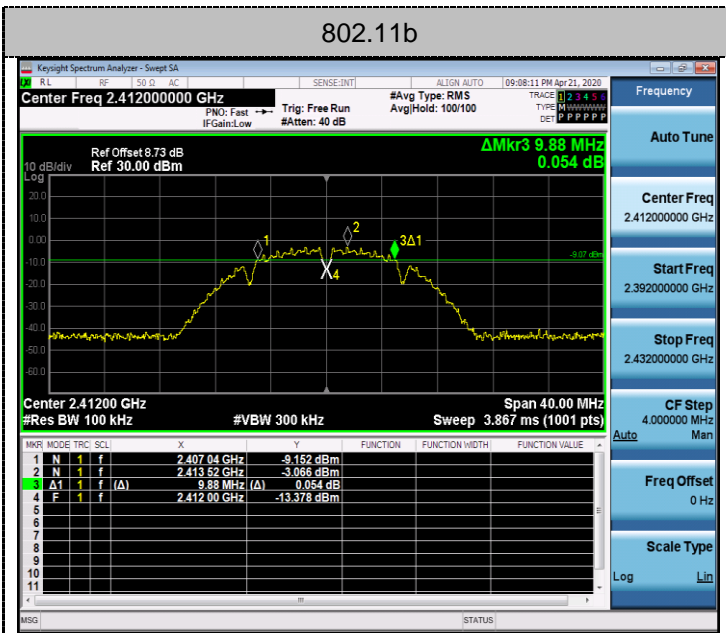 802.11b
Keysight Spectrum Analyzer - Swept SA
RL RF 50 Ω AC SENSE:INT ALIGN AUTO 09:08:11 PM Apr 21, 2020
Center Freq 2.412000000 GHz
PNO: Fast
IFGain:Low
Trig: Free Run
#Atten: 40 dB
#Avg Type: RMS
Avg|Hold: 100/100
TRACE 1 2 3 4 5 6
TYPE M WWWWW
DET P P P P P P
ΔMkr3 9.88 MHz
0.054 dB
Ref Offset 8.73 dB
Ref 30.00 dBm
10 dB/div
Log
20.0
10.0
0.00
-10.0
-20.0
-30.0
-40.0
-50.0
-60.0
1
2
3Δ1
4
-9.07 dBm
Center 2.41200 GHz
#Res BW 100 kHz
#VBW 300 kHz
Span 40.00 MHz
Sweep 3.867 ms (1001 pts)
MKR MODE TRC SCL X Y FUNCTION FUNCTION WIDTH FUNCTION VALUE
1 N 1 f 2.407 04 GHz -9.152 dBm
2 N 1 f 2.413 52 GHz -3.066 dBm
3 Δ1 1 f (Δ) 9.88 MHz (Δ) 0.054 dB
4 F 1 f 2.412 00 GHz -13.378 dBm
5
6
7
8
9
10
11
MSG STATUS
Frequency
Auto Tune
Center Freq
2.412000000 GHz
Start Freq
2.392000000 GHz
Stop Freq
2.432000000 GHz
CF Step
4.000000 MHz
Auto Man
Freq Offset
0 Hz
Scale Type
Log Lin